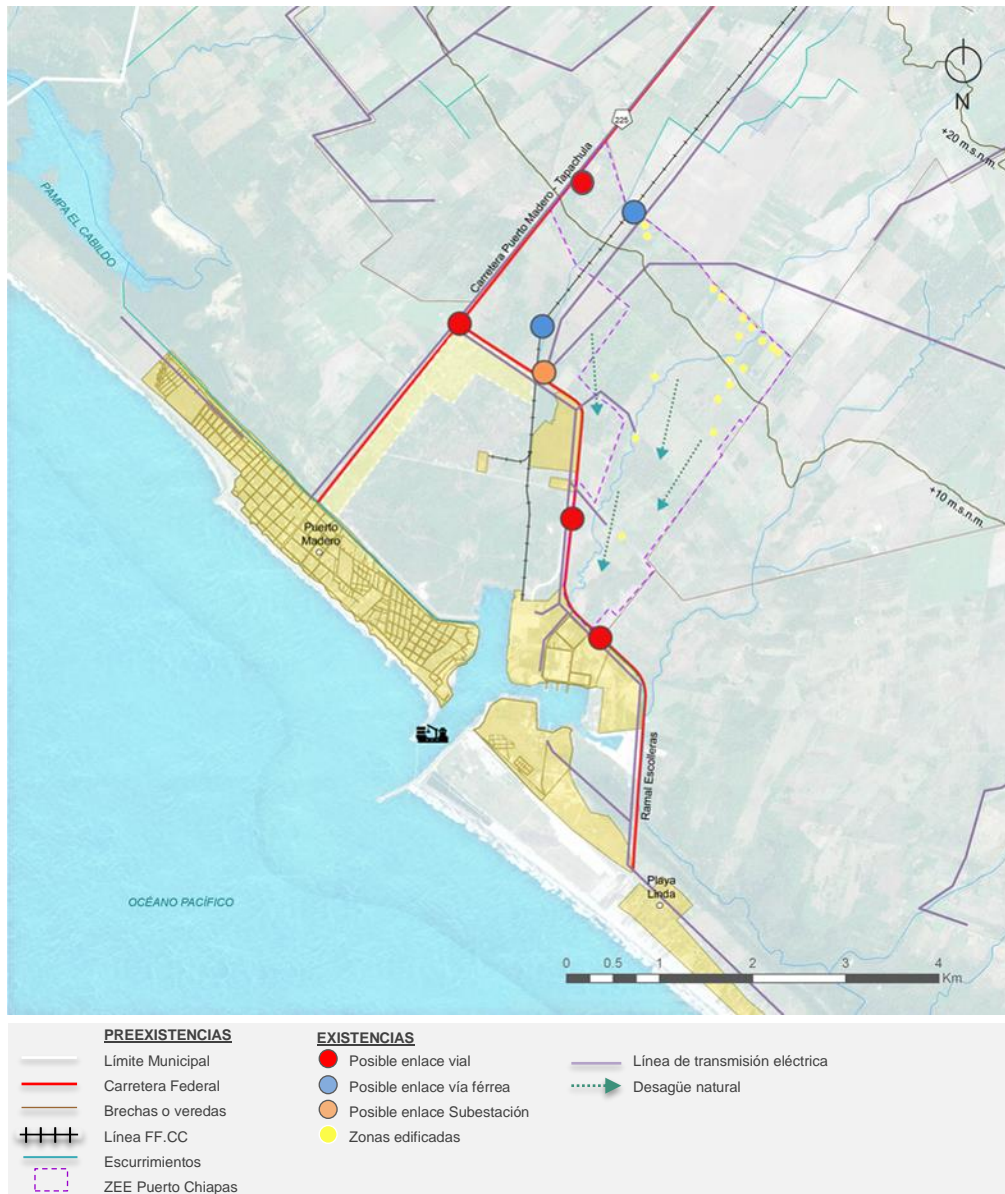 N
225
+20 m.s.n.m.
Carretera Puerto Madero - Tapachula
PAMPA EL CABILDO
+10 m.s.n.m.
Puerto
Madero
Ramal Escolleras
Playa
Linda
OCÉANO PACÍFICO
0 0.5 1 2 3 4
Km.
PREEXISTENCIAS
Límite Municipal
Carretera Federal
Brechas o veredas
Línea FF.CC
Escurrimientos
ZEE Puerto Chiapas
EXISTENCIAS
Posible enlace vial
Posible enlace vía férrea
Posible enlace Subestación
Zonas edificadas
Línea de transmisión eléctrica
Desagüe natural